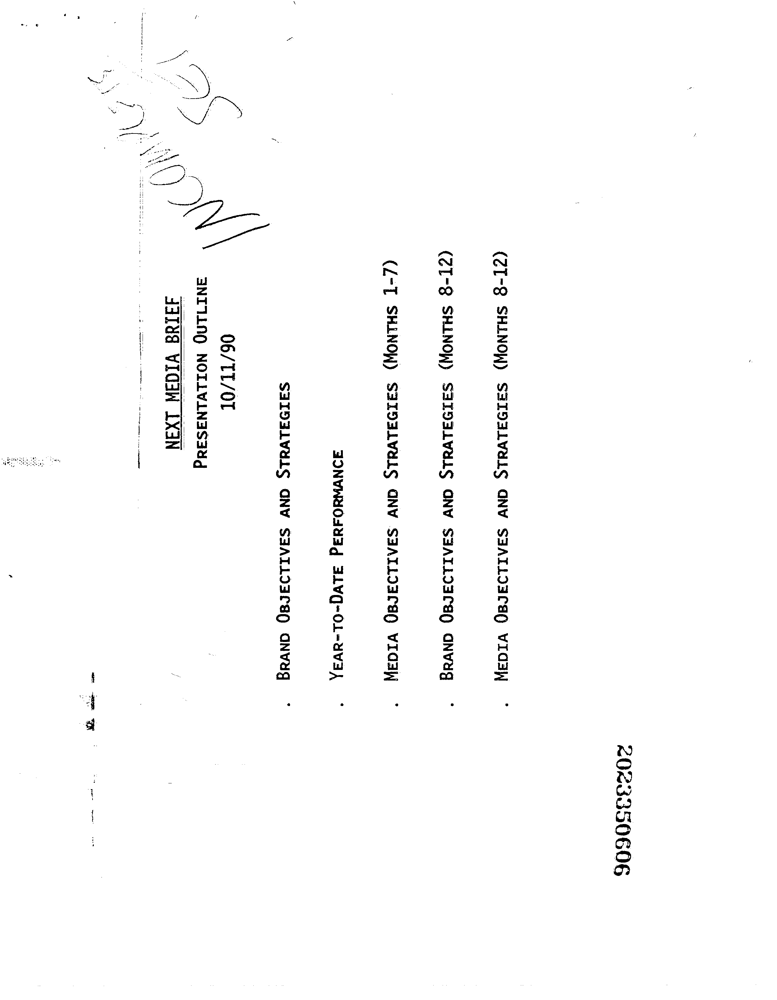 NEXT MEDIA BRIEF
PRESENTATION OUTLINE
10/11/90
. BRAND OBJECTIVES AND STRATEGIES
. YEAR-TO-DATE PERFORMANCE
. MEDIA OBJECTIVES AND STRATEGIES (MONTHS 1-7)
. BRAND OBJECTIVES AND STRATEGIES (MONTHS 8-12)
. MEDIA OBJECTIVES AND STRATEGIES (MONTHS 8-12)
2023350606